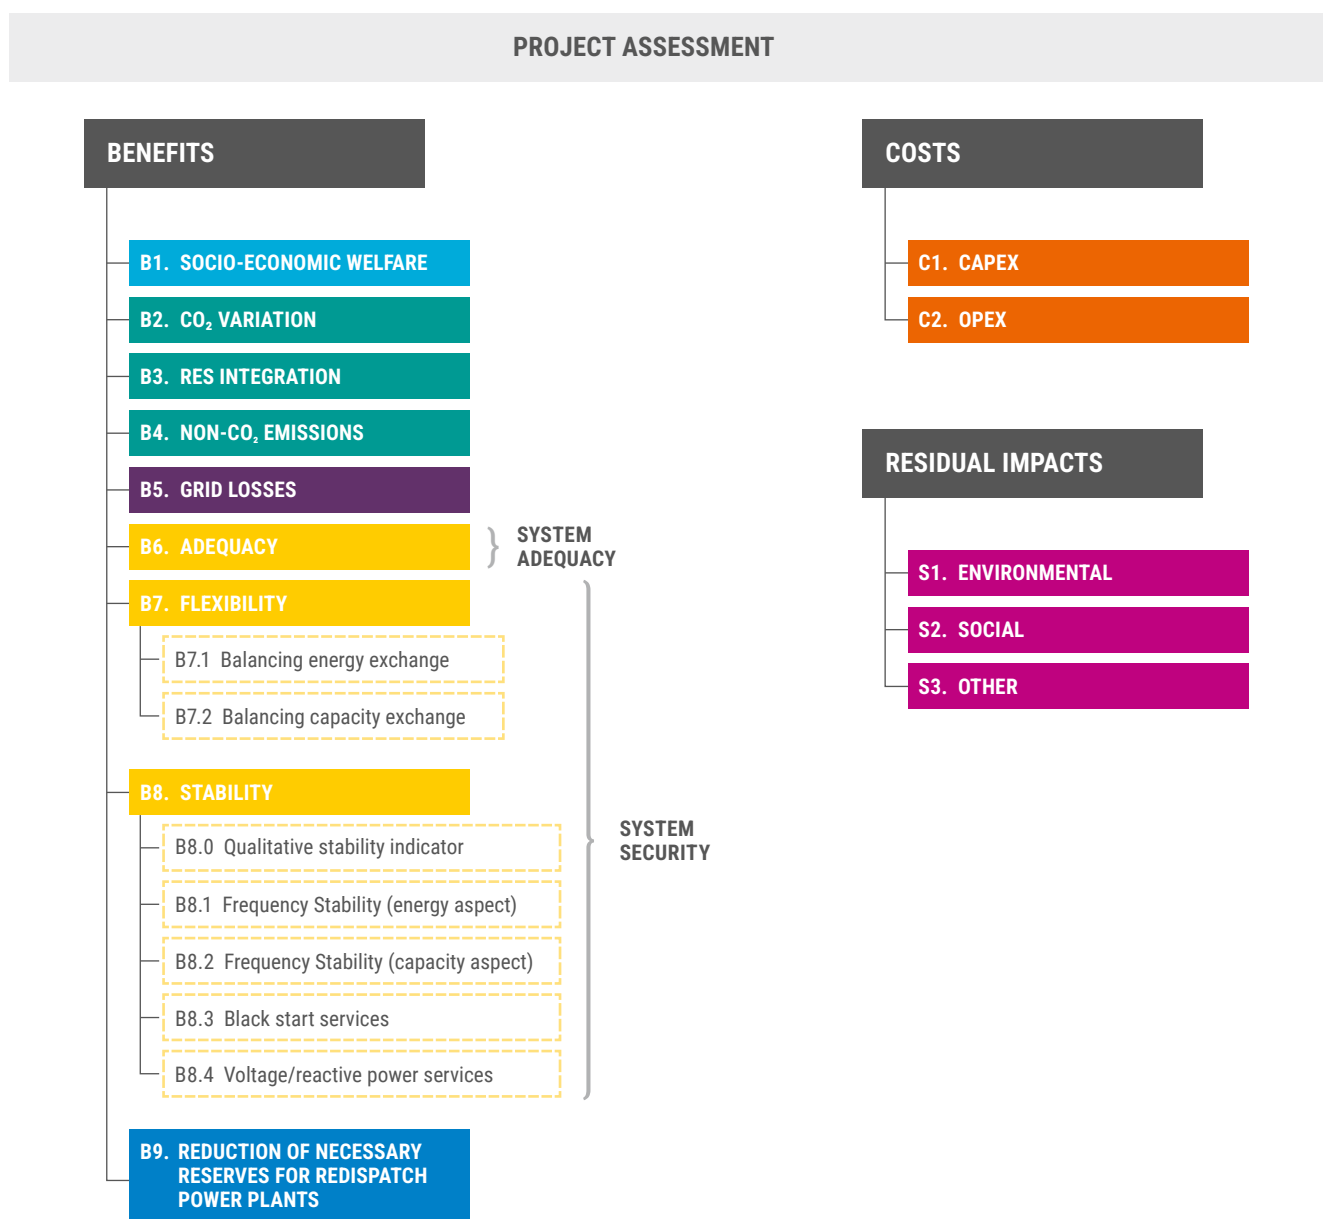 PROJECT ASSESSMENT
BENEFITS
B1. SOCIO-ECONOMIC WELFARE
B2. CO₂ VARIATION
B3. RES INTEGRATION
B4. NON-CO₂ EMISSIONS
B5. GRID LOSSES
B6. ADEQUACY
SYSTEM
ADEQUACY
B7. FLEXIBILITY
B7.1 Balancing energy exchange
B7.2 Balancing capacity exchange
B8. STABILITY
B8.0 Qualitative stability indicator
B8.1 Frequency Stability (energy aspect)
B8.2 Frequency Stability (capacity aspect)
B8.3 Black start services
B8.4 Voltage/reactive power services
SYSTEM
SECURITY
B9. REDUCTION OF NECESSARY
RESERVES FOR REDISPATCH
POWER PLANTS
COSTS
C1. CAPEX
C2. OPEX
RESIDUAL IMPACTS
S1. ENVIRONMENTAL
S2. SOCIAL
S3. OTHER